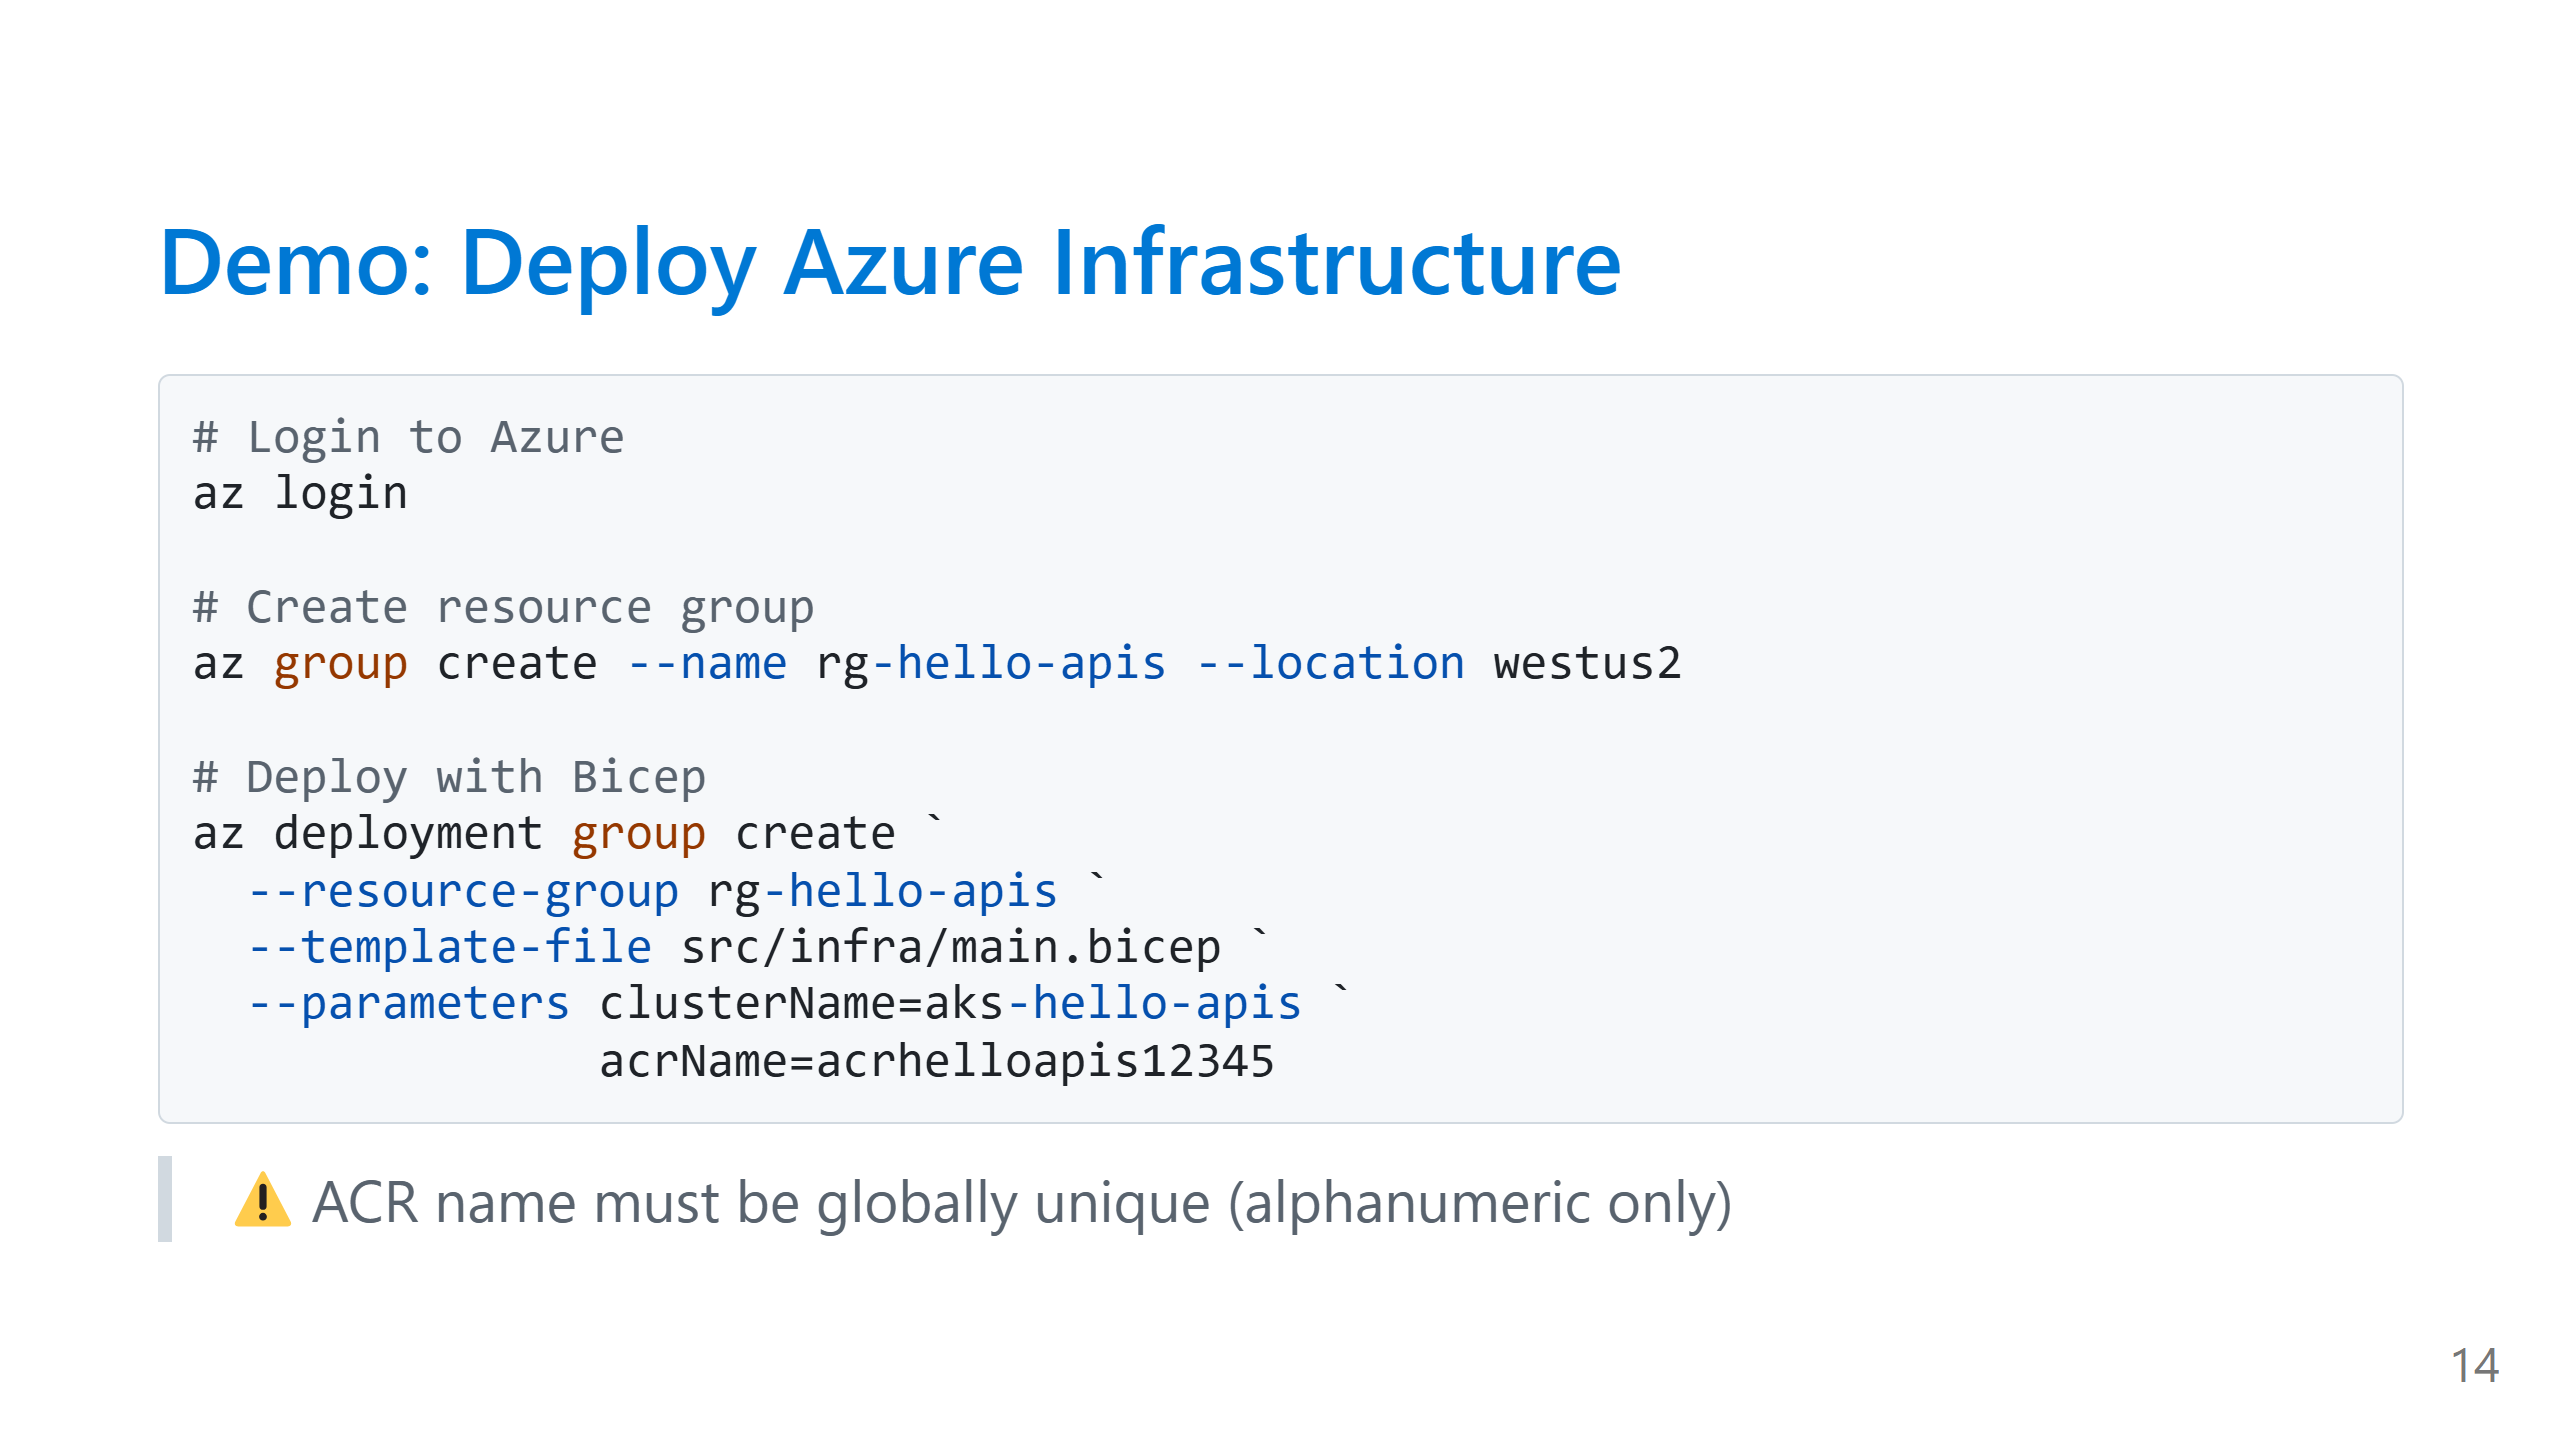 Demo: Deploy Azure Infrastructure
# Login to Azure
az login
# Create resource group
az group create --name rg-hello-apis --location westus2
# Deploy with Bicep
az deployment group create `
  --resource-group rg-hello-apis `
  --template-file src/infra/main.bicep `
  --parameters clusterName=aks-hello-apis `
               acrName=acrhelloapis12345
⚠️ ACR name must be globally unique (alphanumeric only)
14